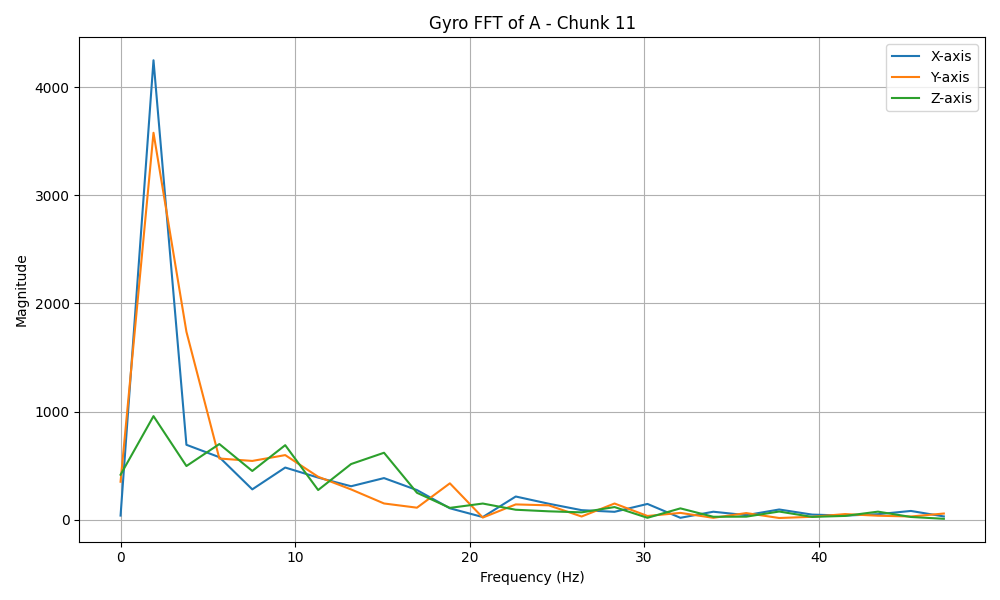 Gyro FFT of A - Chunk 11
X-axis
Y-axis
Z-axis
Magnitude
4000
3000
2000
1000
0
0 10 20 30 40
Frequency (Hz)